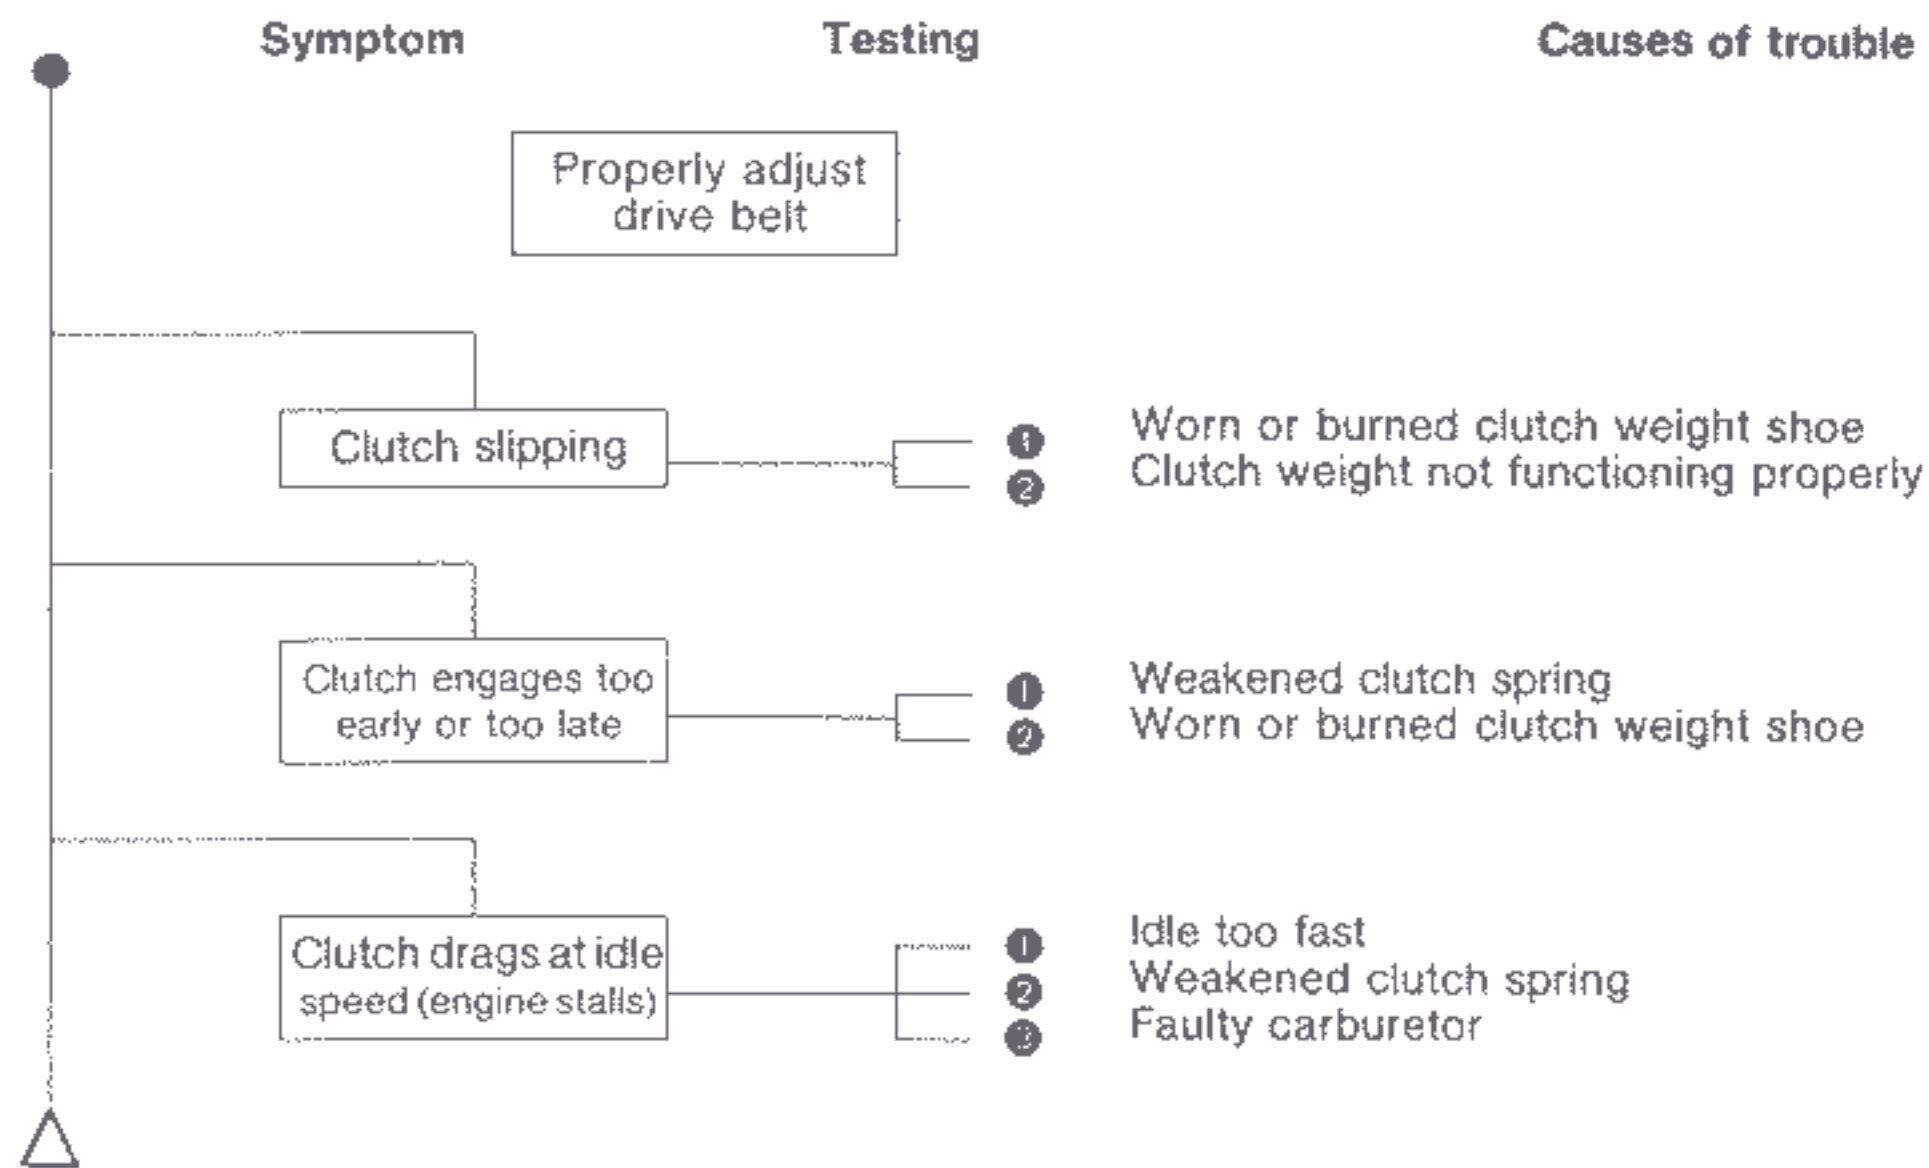 Symptom Testing Causes of trouble
Properly adjust
drive belt
Clutch slipping
1 Worn or burned clutch weight shoe
2 Clutch weight not functioning properly
Clutch engages too
early or too late
1 Weakened clutch spring
2 Worn or burned clutch weight shoe
Clutch drags at idle
speed (engine stalls)
1 Idle too fast
2 Weakened clutch spring
3 Faulty carburetor